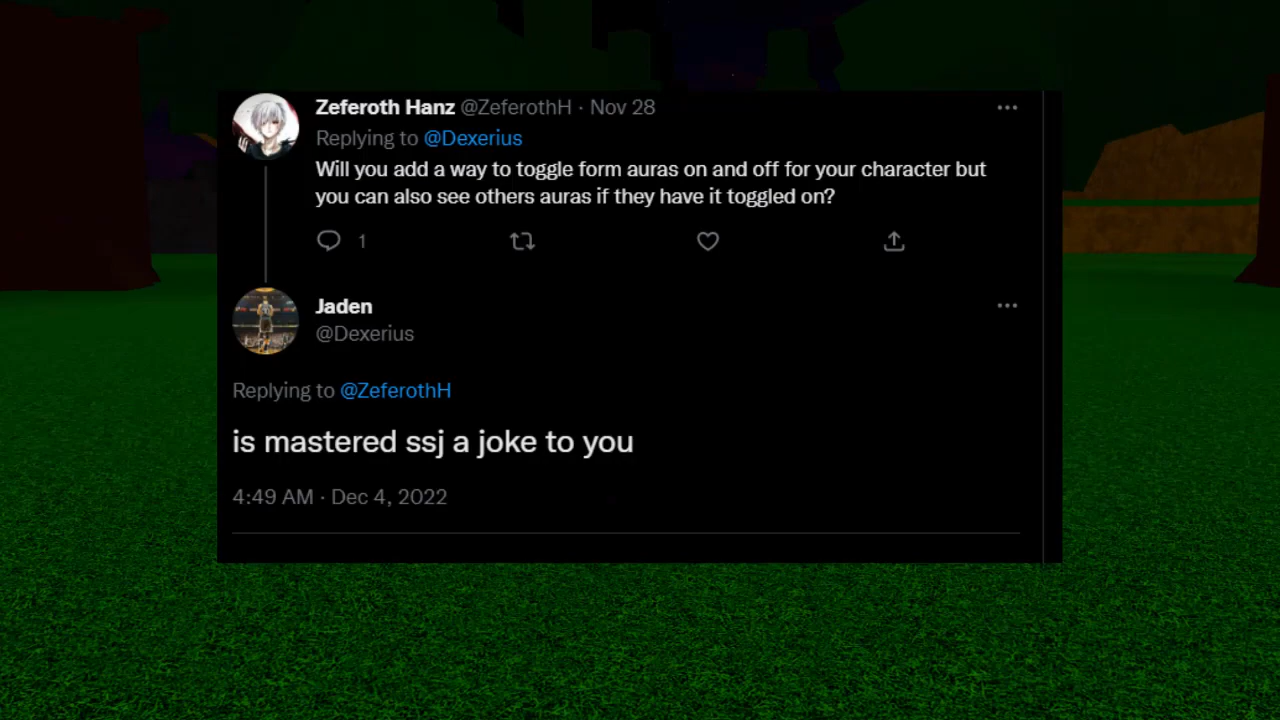 Zeferoth Hanz @ZeferothH · Nov 28
Replying to @Dexerius
Will you add a way to toggle form auras on and off for your character but
you can also see others auras if they have it toggled on?
1
Jaden
@Dexerius
Replying to @ZeferothH
is mastered ssj a joke to you
4:49 AM · Dec 4, 2022